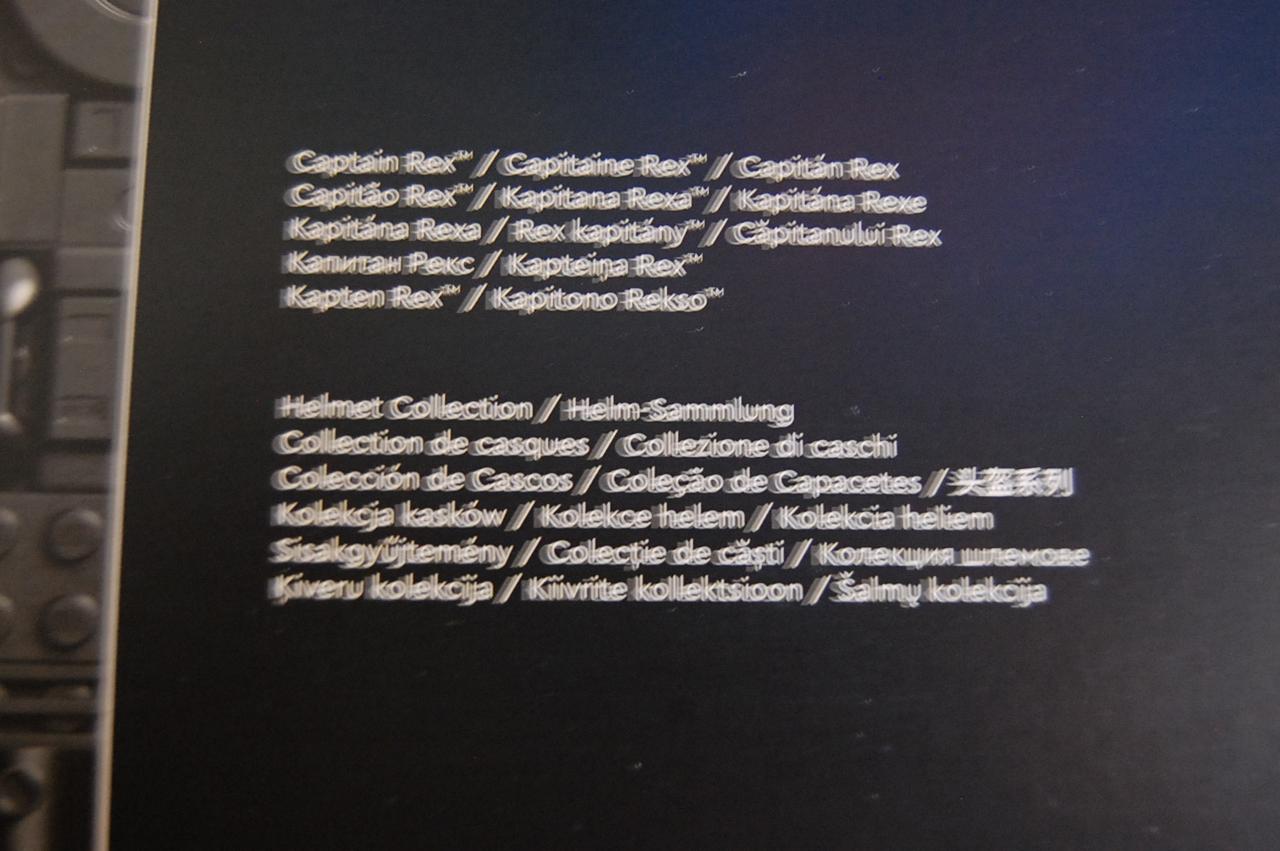 Captain Rex™ / Capitaine Rex™ / Capitán Rex
Capitão Rex™ / Kapitana Rexa™ / Kapitána Rexe
Kapitána Rexa / Rex kapitány™ / Căpitanului Rex
Капитан Рекс / Kapteiņa Rex™
Kapten Rex™ / Kapitono Rekso™
Helmet Collection / Helm-Sammlung
Collection de casques / Collezione di caschi
Colección de Cascos / Coleção de Capacetes / 头盔系列
Kolekcja kasków / Kolekce helem / Kolekcia heliem
Sisakgyűjtemény / Colecție de căști / Колекция шлемове
Ķiveru kolekcija / Kiivrite kollektsioon / Šalmų kolekcija